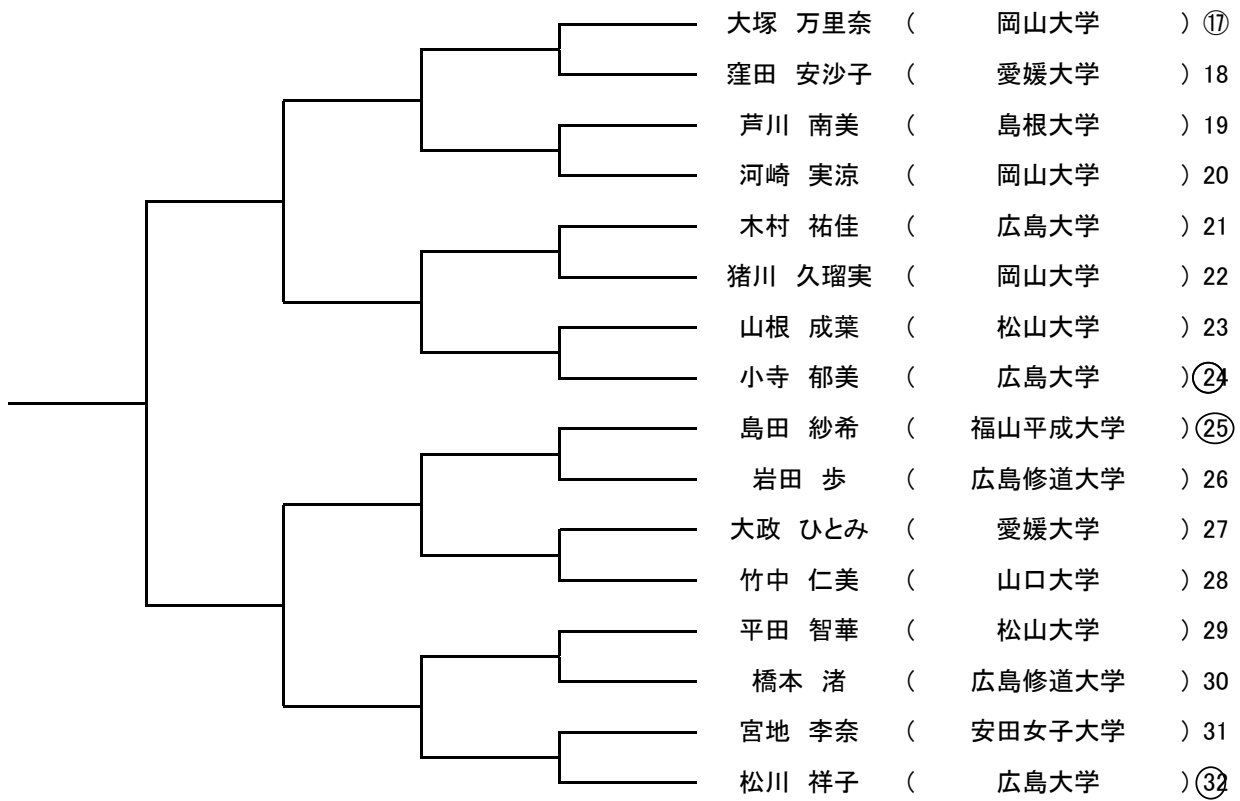 大塚 万里奈 ( 岡山大学 ) ⑰
窪田 安沙子 ( 愛媛大学 ) 18
芦川 南美 ( 島根大学 ) 19
河崎 実涼 ( 岡山大学 ) 20
木村 祐佳 ( 広島大学 ) 21
猪川 久瑠実 ( 岡山大学 ) 22
山根 成葉 ( 松山大学 ) 23
小寺 郁美 ( 広島大学 ) 24
島田 紗希 ( 福山平成大学 ) 25
岩田 歩 ( 広島修道大学 ) 26
大政 ひとみ ( 愛媛大学 ) 27
竹中 仁美 ( 山口大学 ) 28
平田 智華 ( 松山大学 ) 29
橋本 渚 ( 広島修道大学 ) 30
宮地 李奈 ( 安田女子大学 ) 31
松川 祥子 ( 広島大学 ) 32